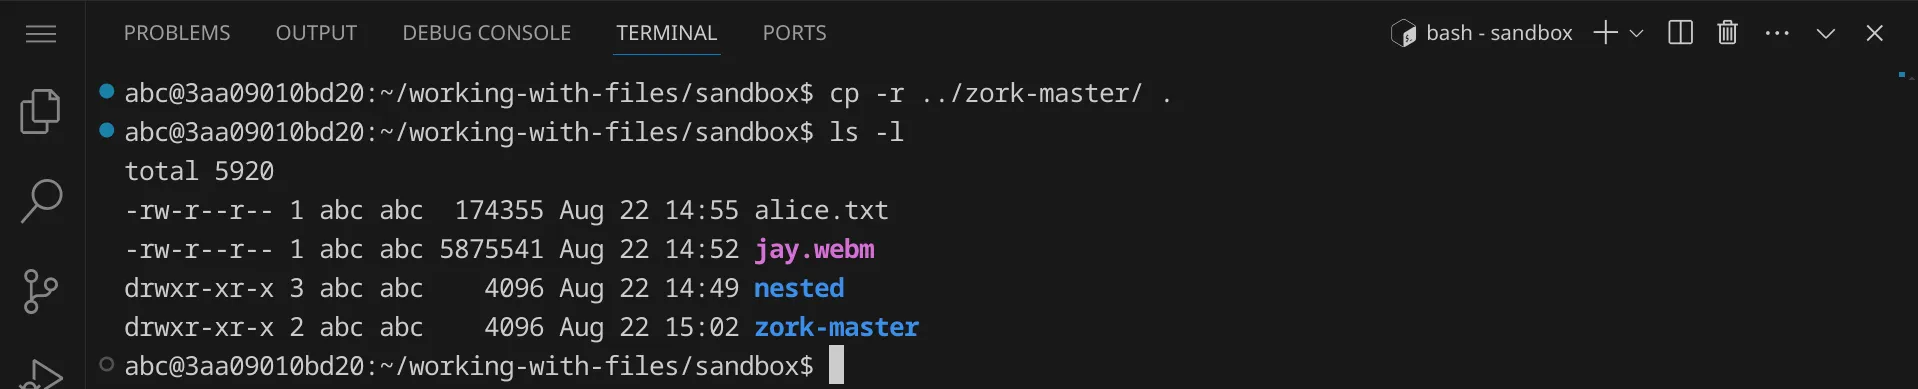 PROBLEMS OUTPUT DEBUG CONSOLE TERMINAL PORTS bash - sandbox
abc@3aa09010bd20:~/working-with-files/sandbox$ cp -r ../zork-master/ .
abc@3aa09010bd20:~/working-with-files/sandbox$ ls -l
total 5920
-rw-r--r-- 1 abc abc  174355 Aug 22 14:55 alice.txt
-rw-r--r-- 1 abc abc 5875541 Aug 22 14:52 jay.webm
drwxr-xr-x 3 abc abc    4096 Aug 22 14:49 nested
drwxr-xr-x 2 abc abc    4096 Aug 22 15:02 zork-master
abc@3aa09010bd20:~/working-with-files/sandbox$